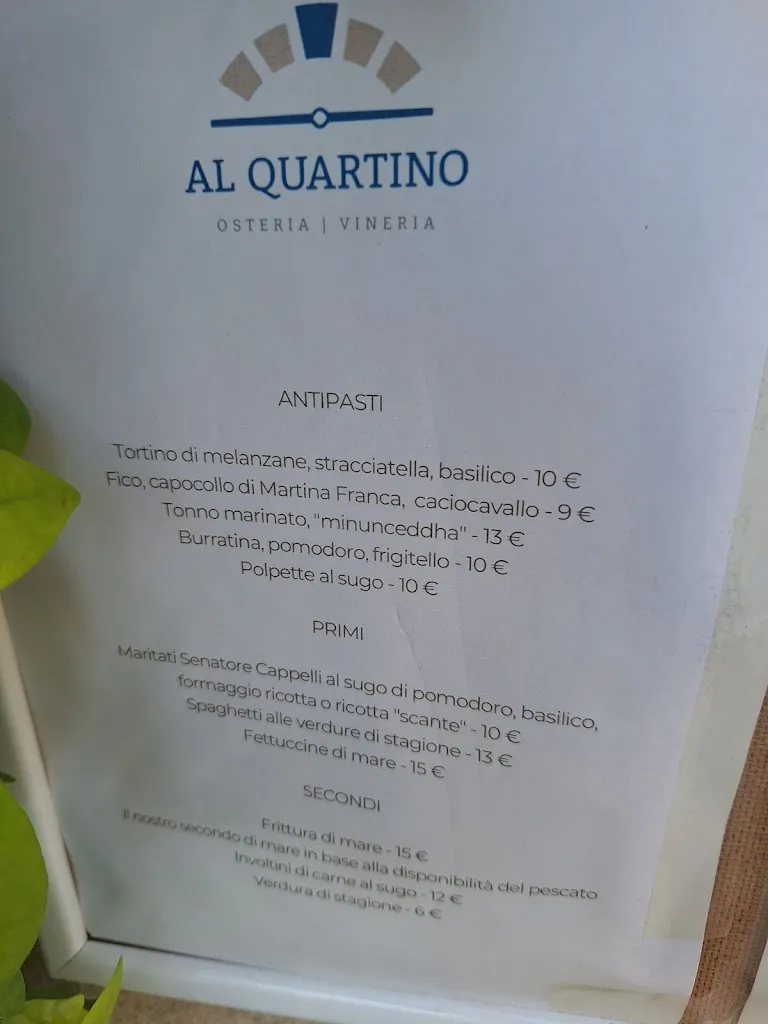 AL QUARTINO
OSTERIA | VINERIA
ANTIPASTI
Tortino di melanzane, stracciatella, basilico - 10 €
Fico, capocollo di Martina Franca, caciocavallo - 9 €
Tonno marinato, "minunceddha" - 13 €
Burratina, pomodoro, frigitello - 10 €
Polpette al sugo - 10 €
PRIMI
Maritati Senatore Cappelli al sugo di pomodoro, basilico,
formaggio ricotta o ricotta "scante" - 10 €
Spaghetti alle verdure di stagione - 13 €
Fettuccine di mare - 15 €
SECONDI
Frittura di mare - 15 €
Il nostro secondo di mare in base alla disponibilità del pescato
Involtini di carne al sugo - 12 €
Verdura di stagione - 6 €